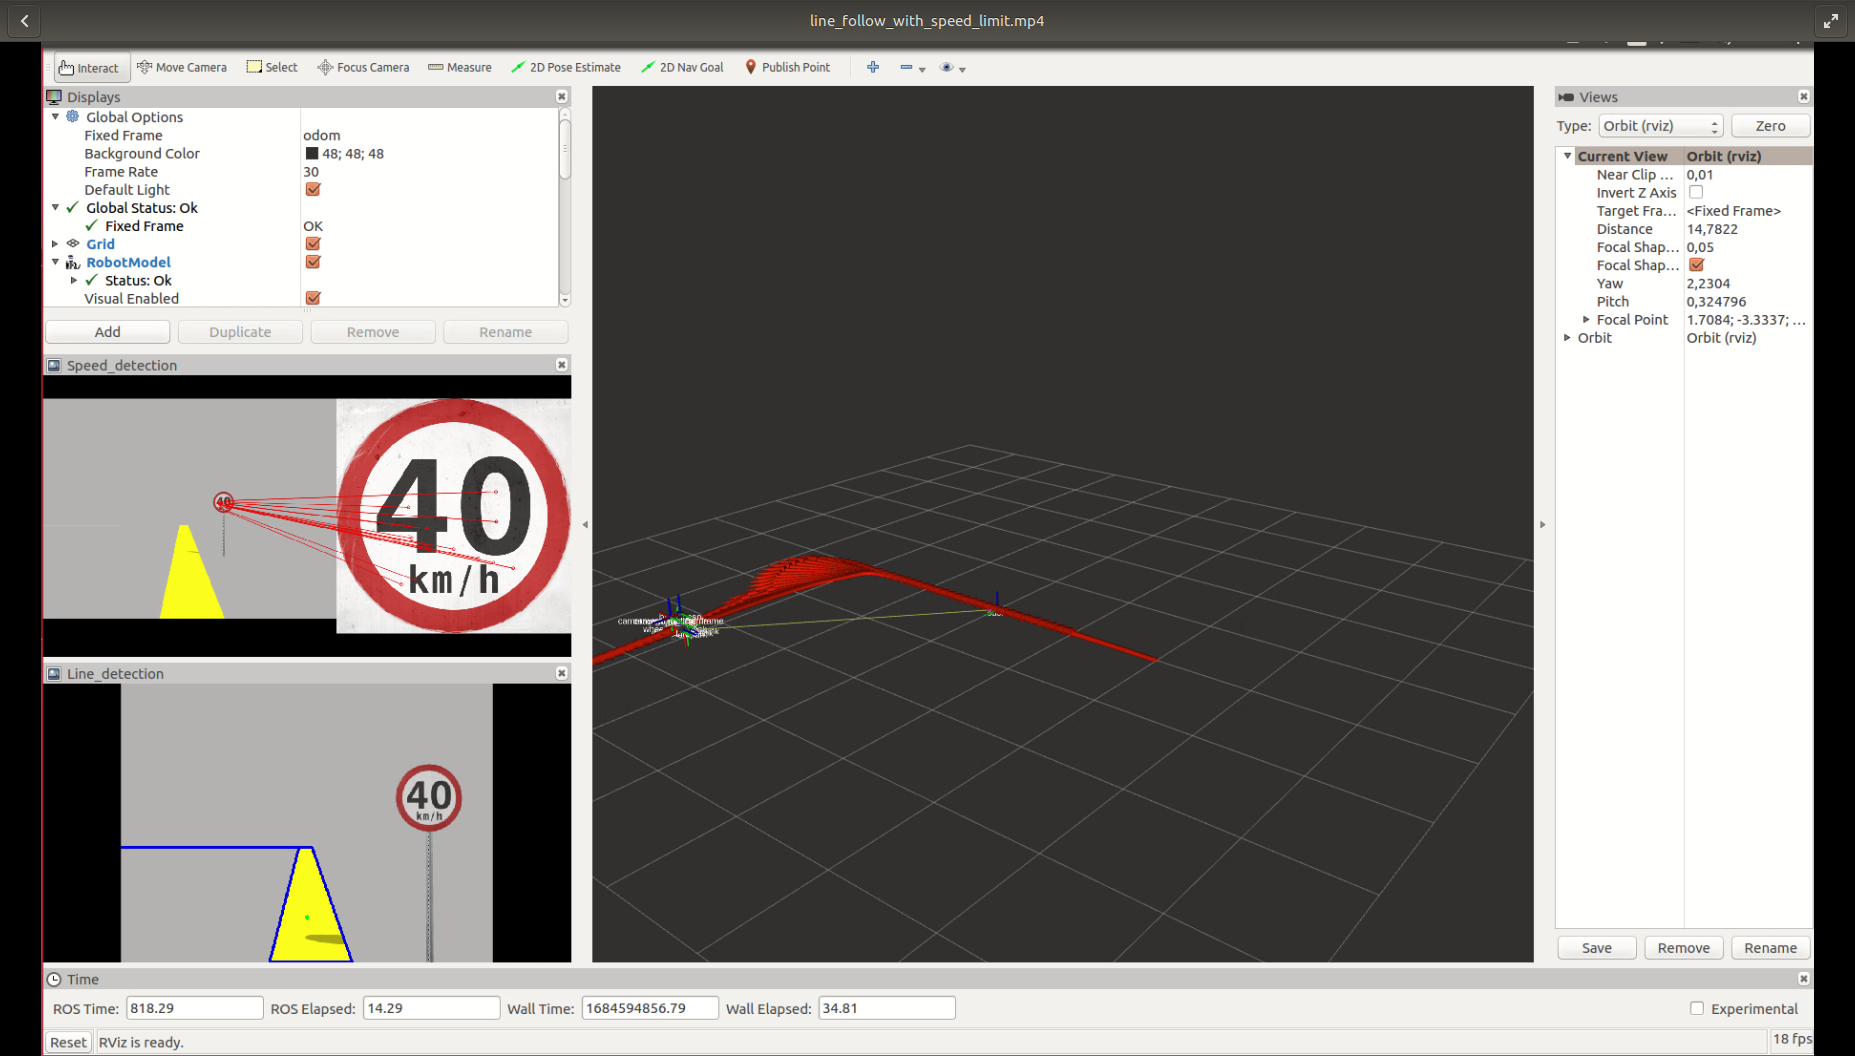 line_follow_with_speed_limit.mp4
Interact Move Camera Select Focus Camera Measure 2D Pose Estimate 2D Nav Goal Publish Point
Displays
Global Options
Fixed Frame odom
Background Color 48; 48; 48
Frame Rate 30
Default Light
Global Status: Ok
Fixed Frame OK
Grid
RobotModel
Status: Ok
Visual Enabled
Add Duplicate Remove Rename
Speed_detection
40
40
km/h
Line_detection
40
km/h
Views
Type: Orbit (rviz) Zero
Current View Orbit (rviz)
Near Clip ... 0,01
Invert Z Axis
Target Fra... <Fixed Frame>
Distance 14,7822
Focal Shap... 0,05
Focal Shap...
Yaw 2,2304
Pitch 0,324796
Focal Point 1.7084; -3.3337; ...
Orbit Orbit (rviz)
Save Remove Rename
Time
ROS Time: 818.29 ROS Elapsed: 14.29 Wall Time: 1684594856.79 Wall Elapsed: 34.81 Experimental
Reset RViz is ready. 18 fps